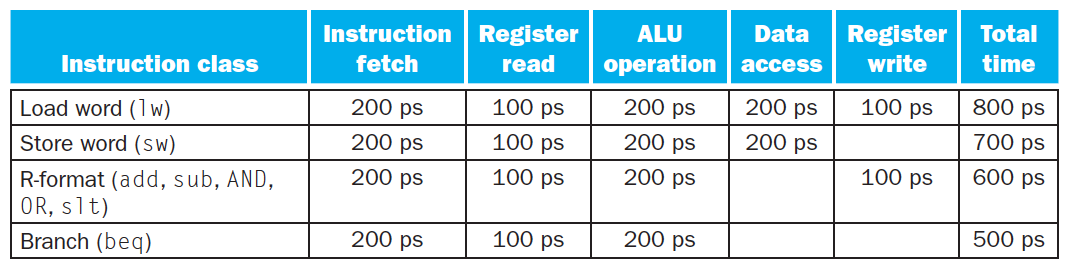 Instruction class Instruction fetch Register read ALU operation Data access Register write Total time
Load word (lw) 200 ps 100 ps 200 ps 200 ps 100 ps 800 ps
Store word (sw) 200 ps 100 ps 200 ps 200 ps 700 ps
R-format (add, sub, AND, 200 ps 100 ps 200 ps 100 ps 600 ps
OR, slt)
Branch (beq) 200 ps 100 ps 200 ps 500 ps